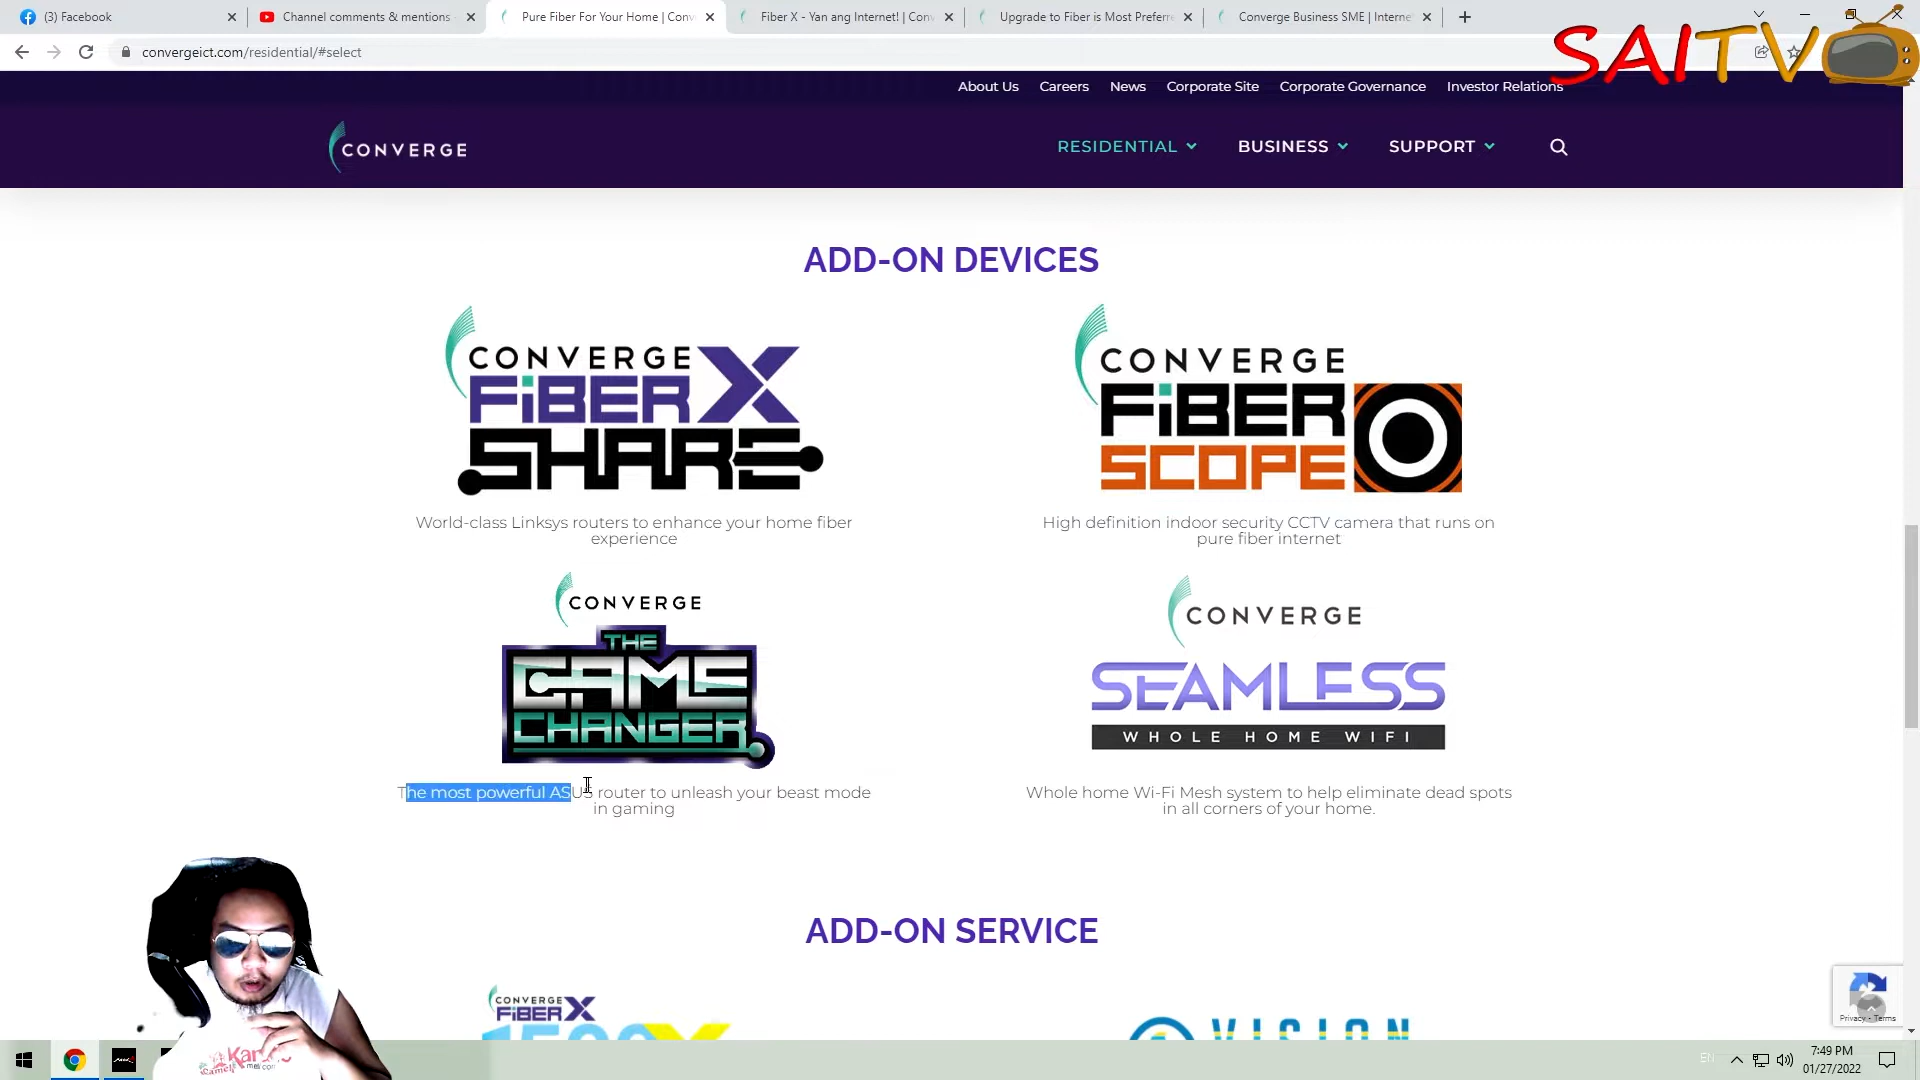 (3) Facebook
Channel comments & mentions -
Pure Fiber For Your Home | Conv
Fiber X - Yan ang Internet! | Conv
Upgrade to Fiber is Most Preferre
Converge Business SME | Interne
convergeict.com/residential/#select
SAITV
About Us
Careers
News
Corporate Site
Corporate Governance
Investor Relations
CONVERGE
RESIDENTIAL
BUSINESS
SUPPORT
ADD-ON DEVICES
CONVERGE
FiBER X
SHARE
World-class Linksys routers to enhance your home fiber
experience
CONVERGE
FiBER
SCOPE
High definition indoor security CCTV camera that runs on
pure fiber internet
CONVERGE
THE
GAME
CHANGER
The most powerful ASUS router to unleash your beast mode
in gaming
CONVERGE
SEAMLESS
WHOLE HOME WIFI
Whole home Wi-Fi Mesh system to help eliminate dead spots
in all corners of your home.
ADD-ON SERVICE
CONVERGE
FiBER X
VISION
Privacy - Terms
EN
7:49 PM
01/27/2022